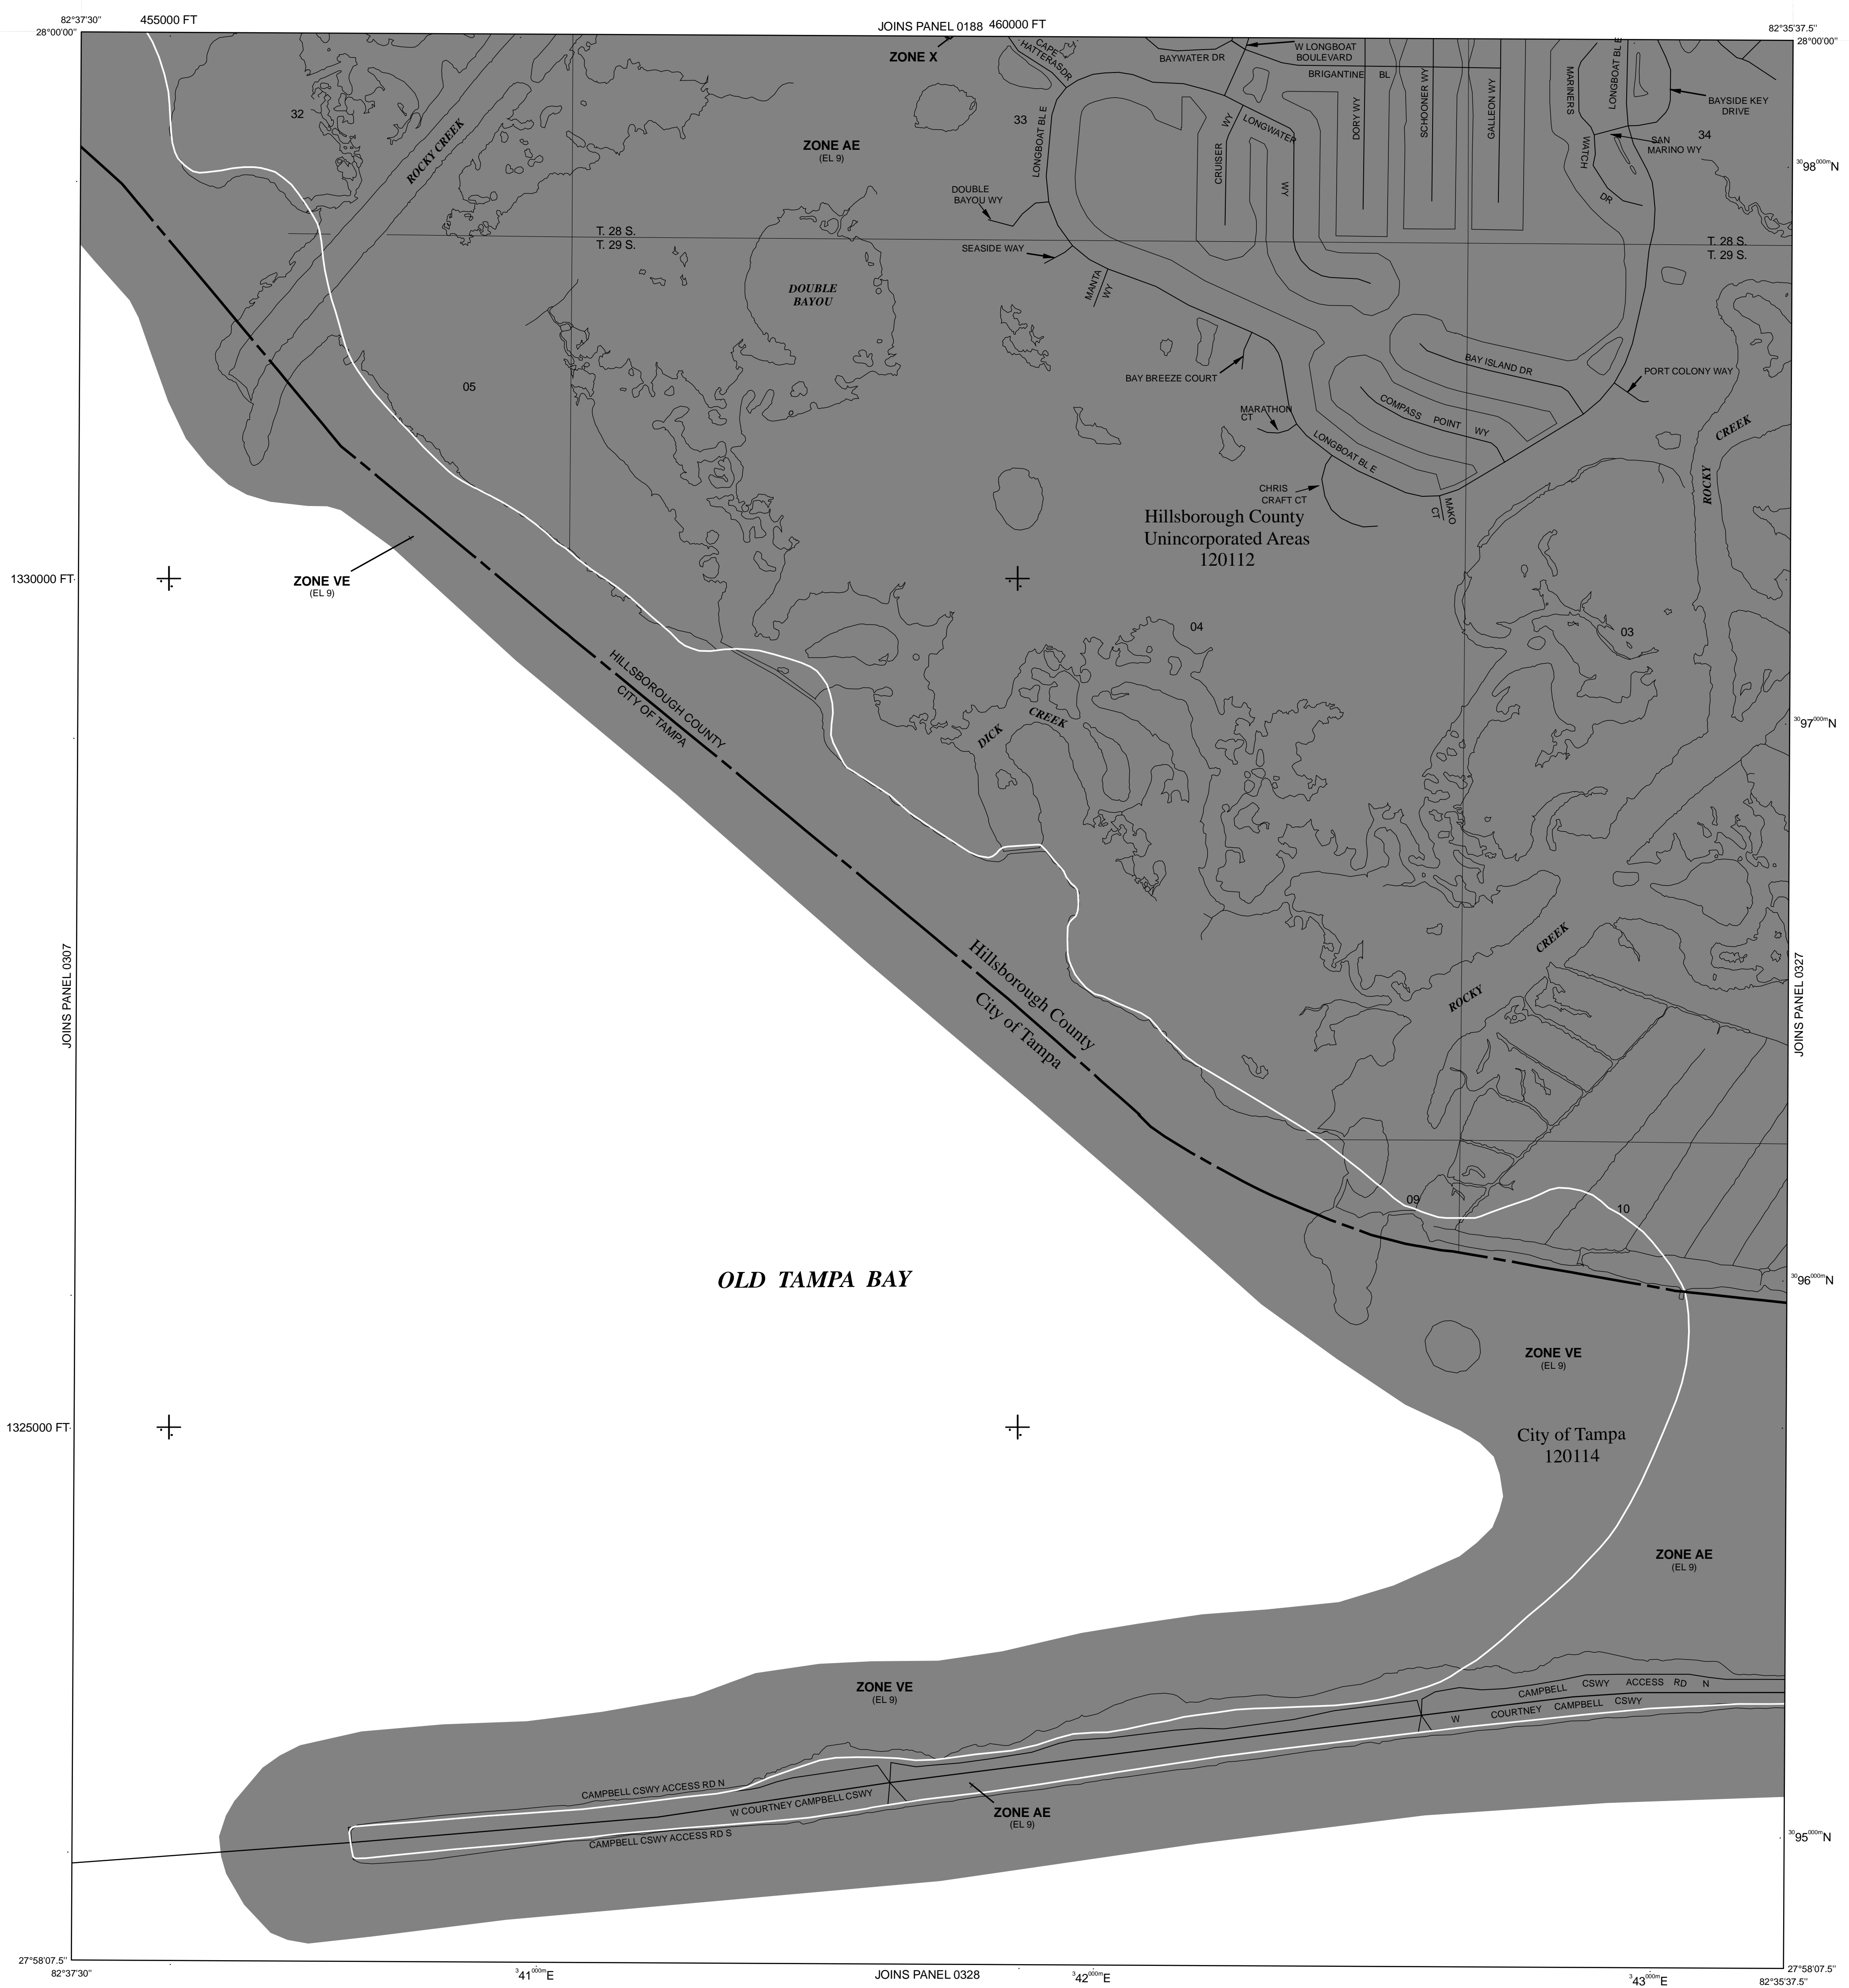 82°37'30"
455000 FT
JOINS PANEL 0188
460000 FT
82°35'37.5"
28°00'00"
28°00'00"
ZONE X
CAPE
HATTERAS DR
BAYWATER DR
W LONGBOAT
BOULEVARD
BRIGANTINE BL
DORY WY
SCHOONER WY
GALLEON WY
MARINERS
WATCH
DR
LONGBOAT BL E
BAYSIDE KEY
DRIVE
34
SAN
MARINO WY
32
ROCKY CREEK
33
LONGBOAT BL E
CRUISER
WY
LONGWATER
WY
ZONE AE
(EL 9)
3098000mN
DOUBLE
BAYOU WY
T. 28 S.
T. 29 S.
SEASIDE WAY
T. 28 S.
T. 29 S.
MANTA
WY
DOUBLE
BAYOU
05
BAY BREEZE COURT
BAY ISLAND DR
PORT COLONY WAY
MARATHON
CT
COMPASS POINT WY
LONGBOAT BL E
CREEK
ROCKY
CHRIS
CRAFT CT
MAKO
CT
Hillsborough County
Unincorporated Areas
120112
1330000 FT
ZONE VE
(EL 9)
04
03
HILLSBOROUGH COUNTY
CITY OF TAMPA
DICK
CREEK
3097000mN
JOINS PANEL 0307
JOINS PANEL 0327
Hillsborough County
City of Tampa
CREEK
ROCKY
09
10
OLD TAMPA BAY
3096000mN
ZONE VE
(EL 9)
1325000 FT
City of Tampa
120114
ZONE AE
(EL 9)
ZONE VE
(EL 9)
CAMPBELL CSWY ACCESS RD N
W COURTNEY CAMPBELL CSWY
CAMPBELL CSWY ACCESS RD N
W COURTNEY CAMPBELL CSWY
CAMPBELL CSWY ACCESS RD S
ZONE AE
(EL 9)
3095000mN
27°58'07.5"
27°58'07.5"
82°37'30"
341000mE
JOINS PANEL 0328
342000mE
343000mE
82°35'37.5"